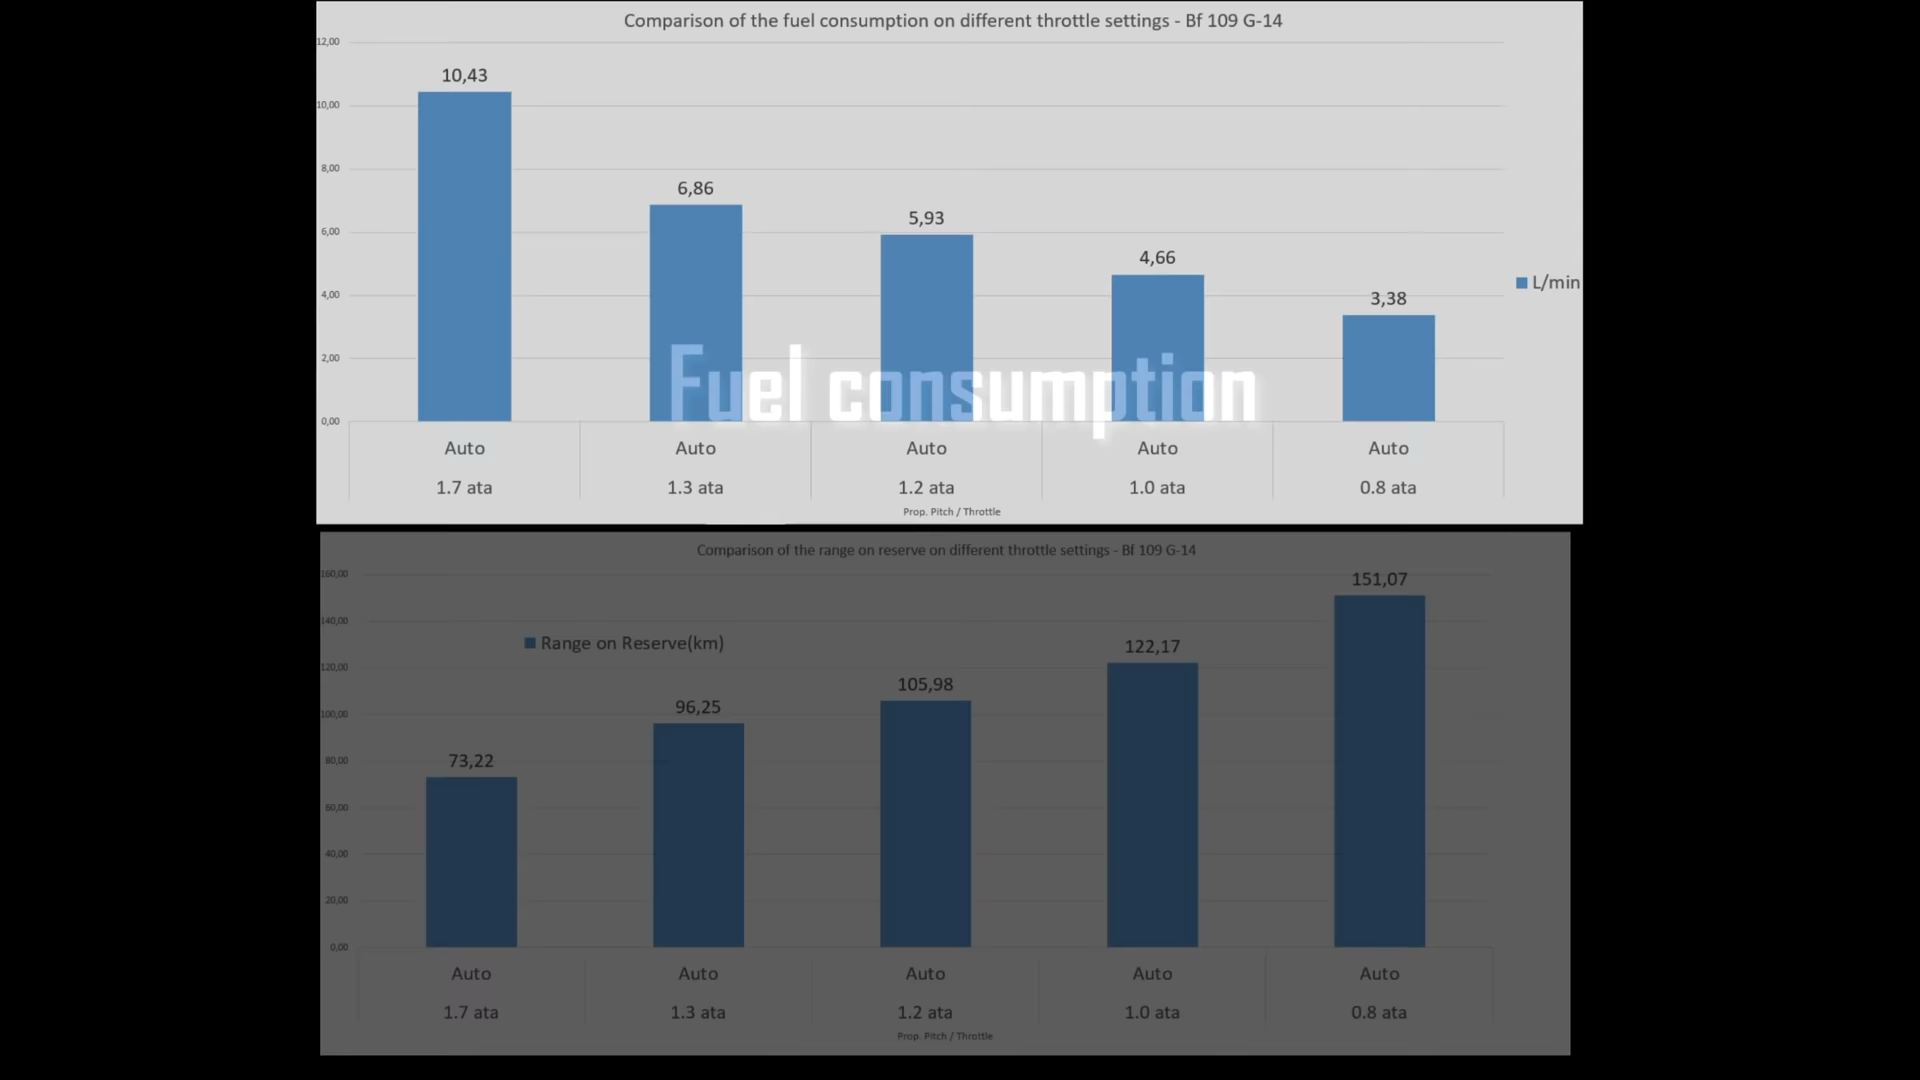 Comparison of the fuel consumption on different throttle settings - Bf 109 G-14
12,00
10,00
8,00
6,00
4,00
2,00
0,00
10,43
6,86
5,93
4,66
3,38
L/min
Fuel consumption
Auto Auto Auto Auto Auto
1.7 ata 1.3 ata 1.2 ata 1.0 ata 0.8 ata
Prop. Pitch / Throttle
Comparison of the range on reserve on different throttle settings - Bf 109 G-14
160,00
140,00
120,00
100,00
80,00
60,00
40,00
20,00
0,00
Range on Reserve(km)
73,22
96,25
105,98
122,17
151,07
Auto Auto Auto Auto Auto
1.7 ata 1.3 ata 1.2 ata 1.0 ata 0.8 ata
Prop. Pitch / Throttle